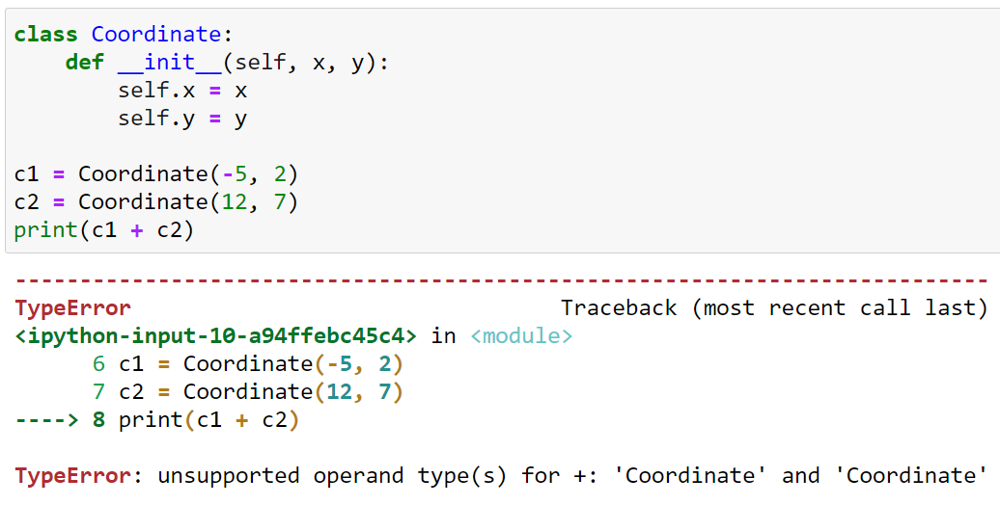 class Coordinate:
    def __init__(self, x, y):
        self.x = x
        self.y = y

c1 = Coordinate(-5, 2)
c2 = Coordinate(12, 7)
print(c1 + c2)
---------------------------------------------------------------------------
TypeError                                 Traceback (most recent call last)
<ipython-input-10-a94ffebc45c4> in <module>
      6 c1 = Coordinate(-5, 2)
      7 c2 = Coordinate(12, 7)
----> 8 print(c1 + c2)

TypeError: unsupported operand type(s) for +: 'Coordinate' and 'Coordinate'